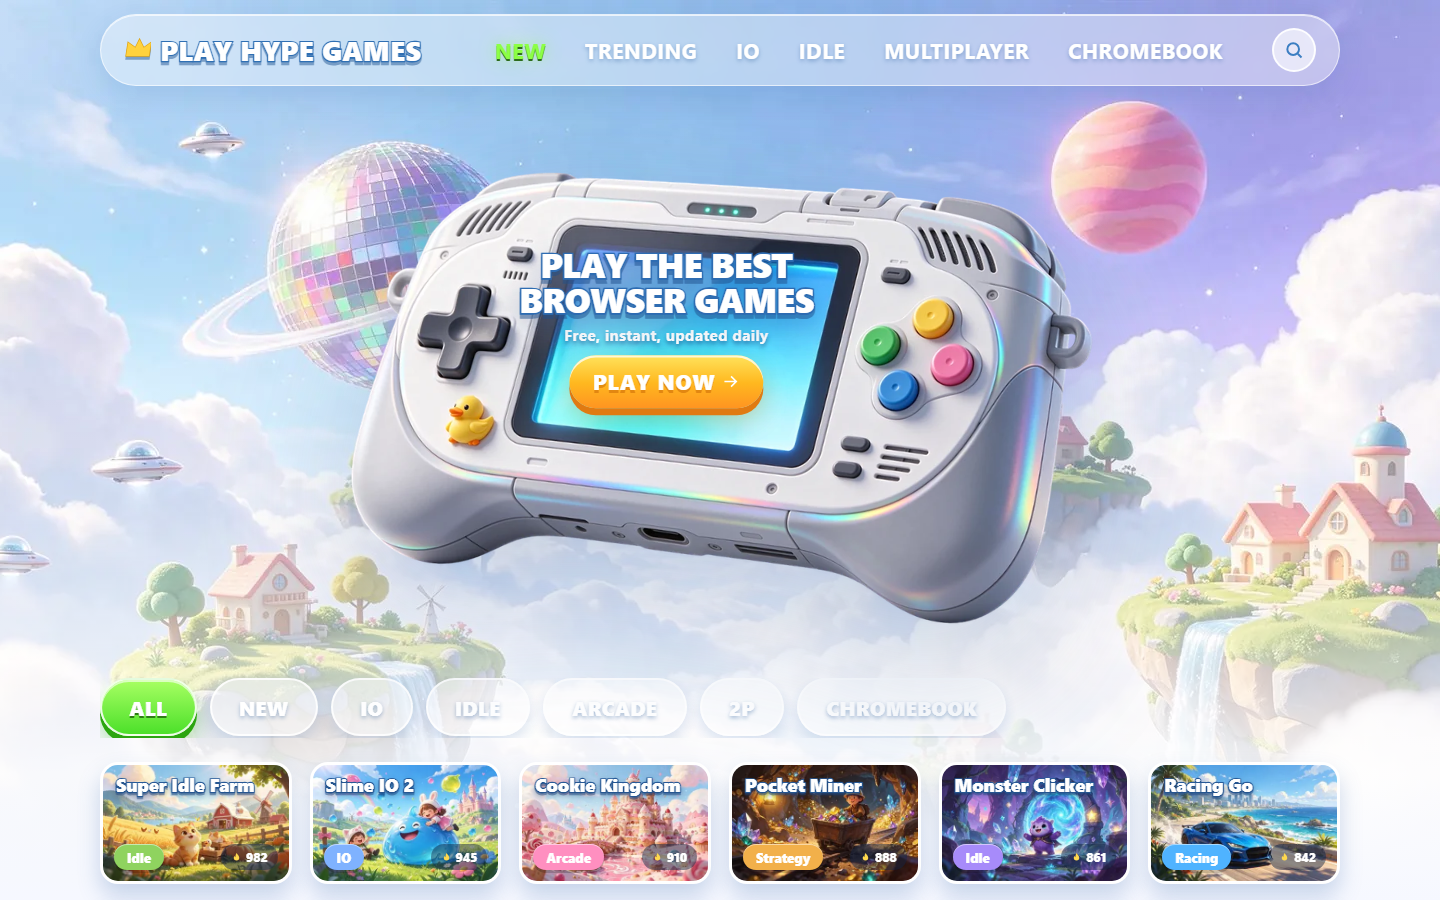 PLAY HYPE GAMES
NEW TRENDING IO IDLE MULTIPLAYER CHROMEBOOK
PLAY THE BEST
BROWSER GAMES
Free, instant, updated daily
PLAY NOW →
ALL NEW IO IDLE ARCADE 2P CHROMEBOOK
Super Idle Farm
Idle 982
Slime IO 2
IO 945
Cookie Kingdom
Arcade 910
Pocket Miner
Strategy 888
Monster Clicker
Idle 861
Racing Go
Racing 842